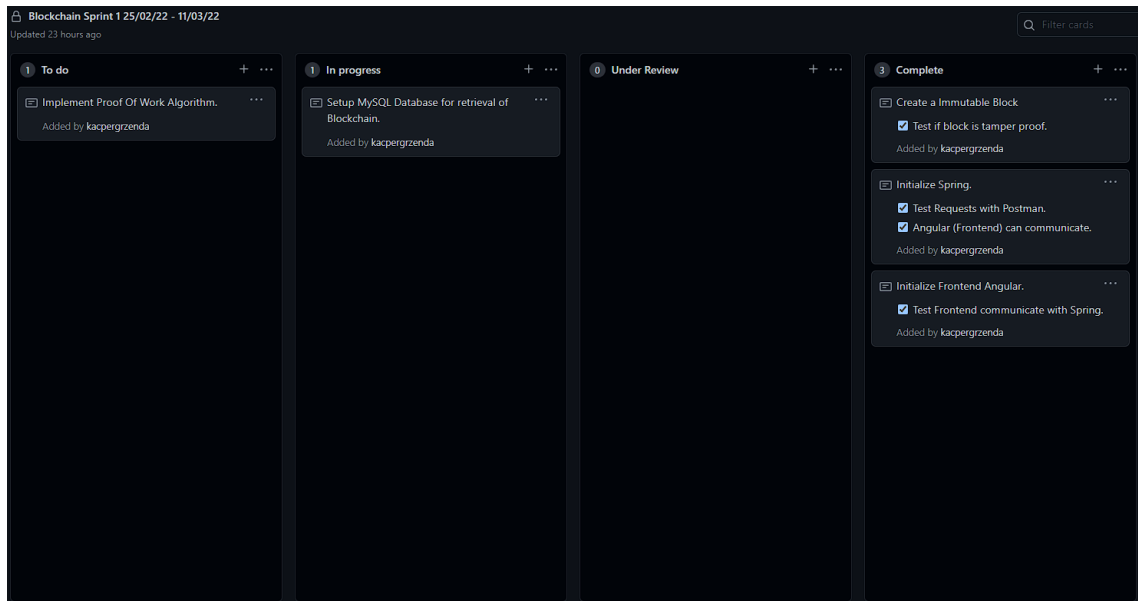 Blockchain Sprint 1 25/02/22 - 11/03/22
Updated 23 hours ago
Filter cards
1 To do
Implement Proof Of Work Algorithm.
Added by kacpergrzenda
1 In progress
Setup MySQL Database for retrieval of
Blockchain.
Added by kacpergrzenda
0 Under Review
3 Complete
Create a Immutable Block
Test if block is tamper proof.
Added by kacpergrzenda
Initialize Spring.
Test Requests with Postman.
Angular (Frontend) can communicate.
Added by kacpergrzenda
Initialize Frontend Angular.
Test Frontend communicate with Spring.
Added by kacpergrzenda